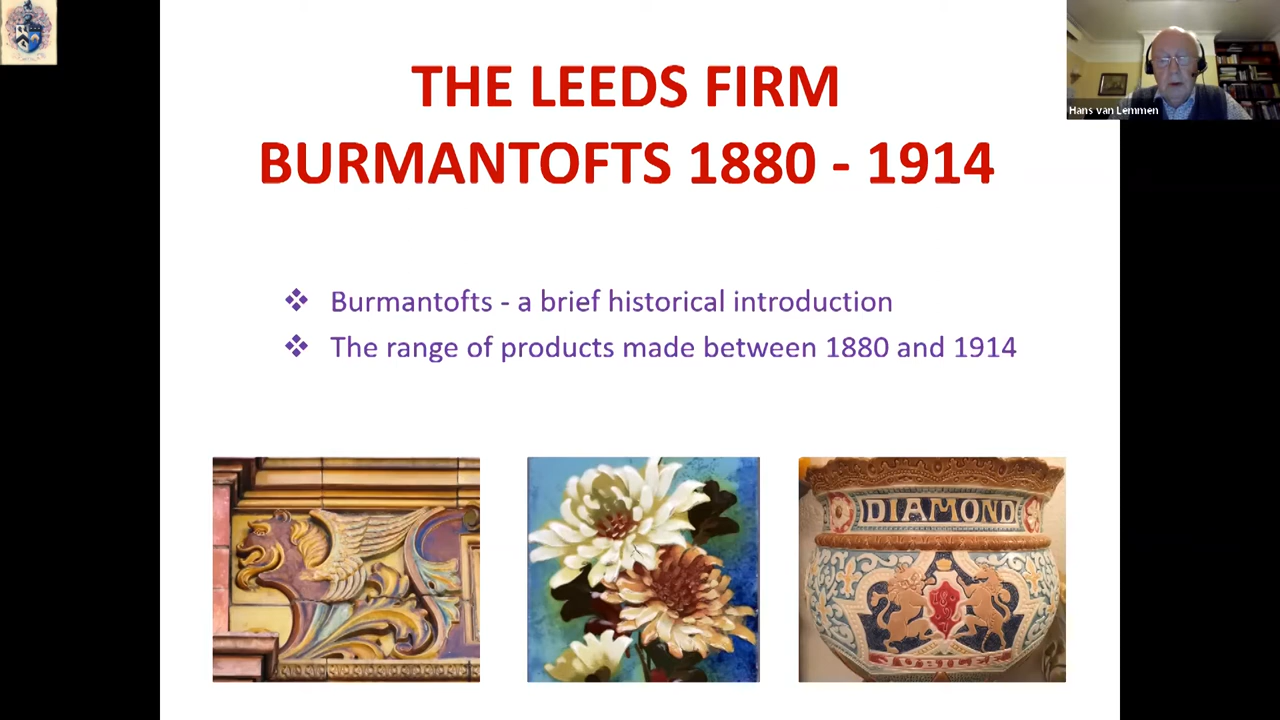 THE LEEDS FIRM
BURMANTOFTS 1880 - 1914
Hans van Lemmen
❖ Burmantofts - a brief historical introduction
❖ The range of products made between 1880 and 1914
DIAMOND
JUBILEE